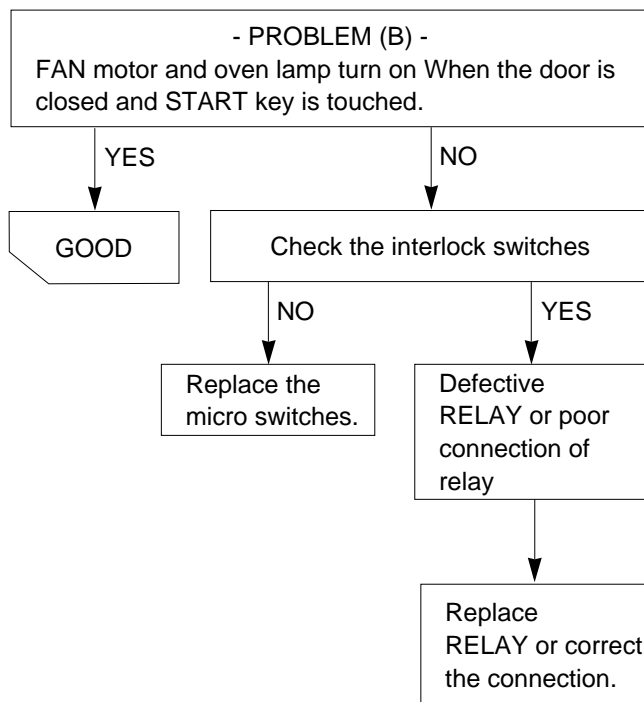 - PROBLEM (B) -
FAN motor and oven lamp turn on When the door is
closed and START key is touched.
YES
NO
GOOD
Check the interlock switches
NO
YES
Replace the
micro switches.
Defective
RELAY or poor
connection of
relay
Replace
RELAY or correct
the connection.